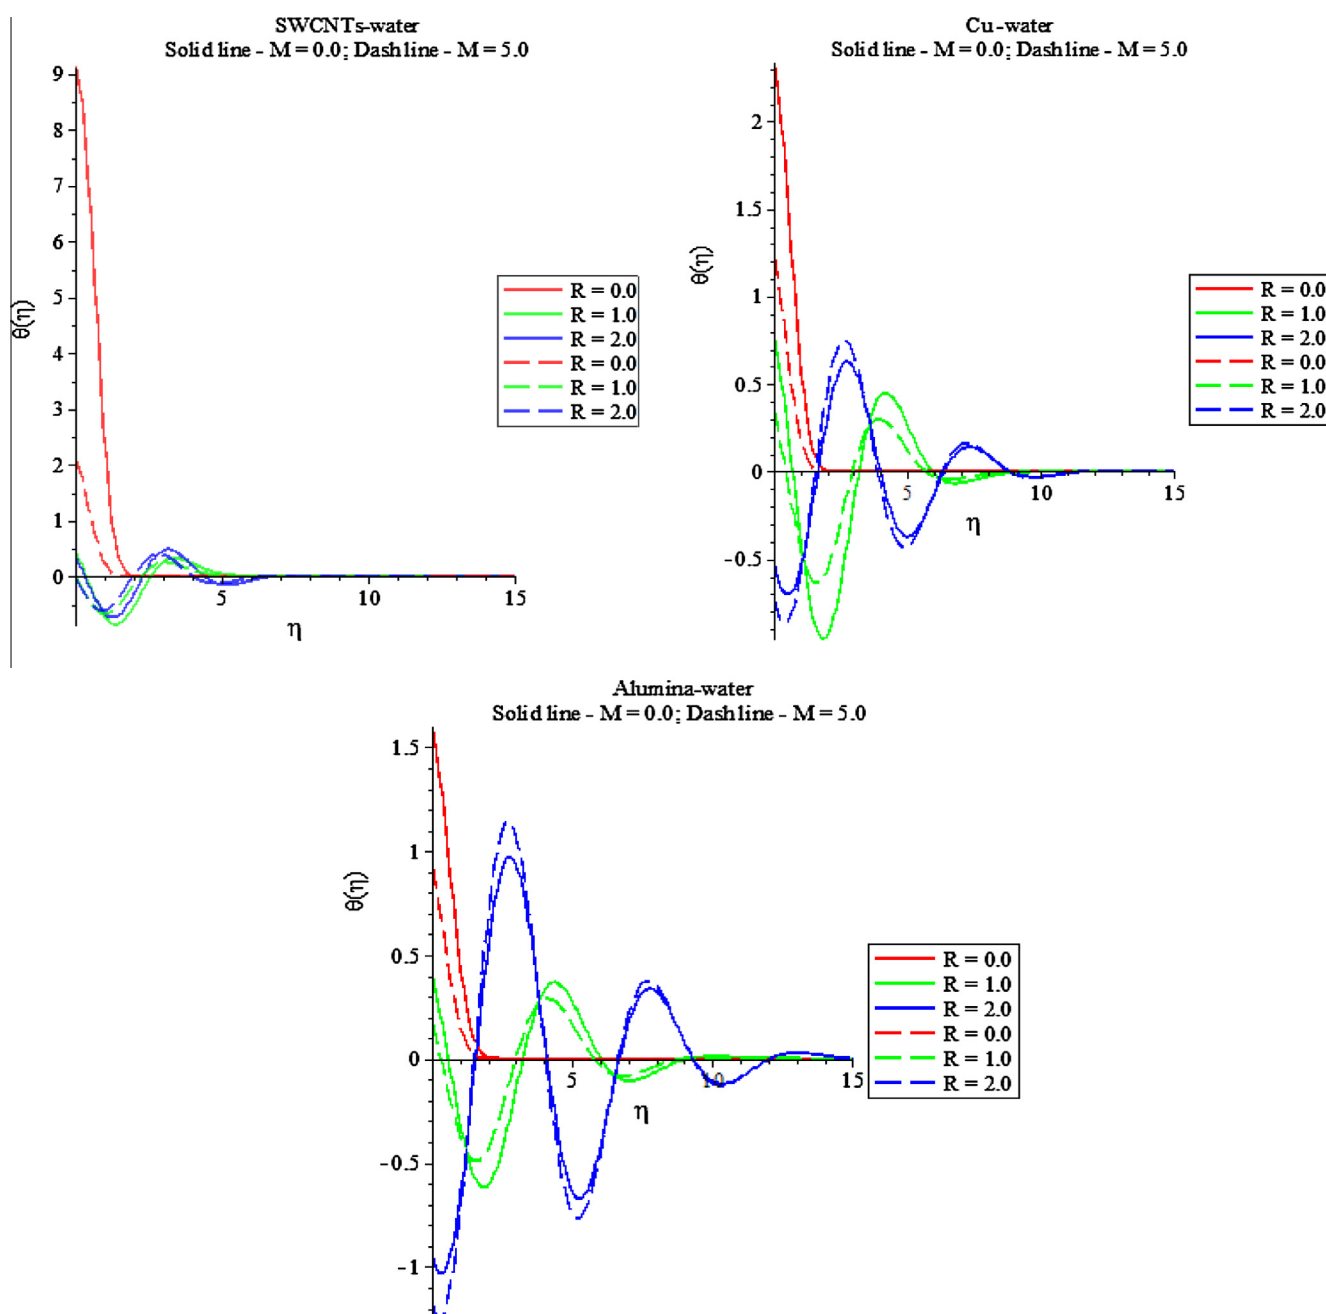 SWCNTs-water
Solid line - M = 0.0; Dash line - M = 5.0
9
8
7
6
5
4
3
2
1
0
θ(η)
5
10
15
η
R = 0.0
R = 1.0
R = 2.0
R = 0.0
R = 1.0
R = 2.0
Cu-water
Solid line - M = 0.0; Dash line - M = 5.0
2
1.5
1
0.5
0
-0.5
θ(η)
5
10
15
η
R = 0.0
R = 1.0
R = 2.0
R = 0.0
R = 1.0
R = 2.0
Alumina-water
Solid line - M = 0.0; Dash line - M = 5.0
1.5
1
0.5
0
-0.5
-1
θ(η)
5
10
15
η
R = 0.0
R = 1.0
R = 2.0
R = 0.0
R = 1.0
R = 2.0